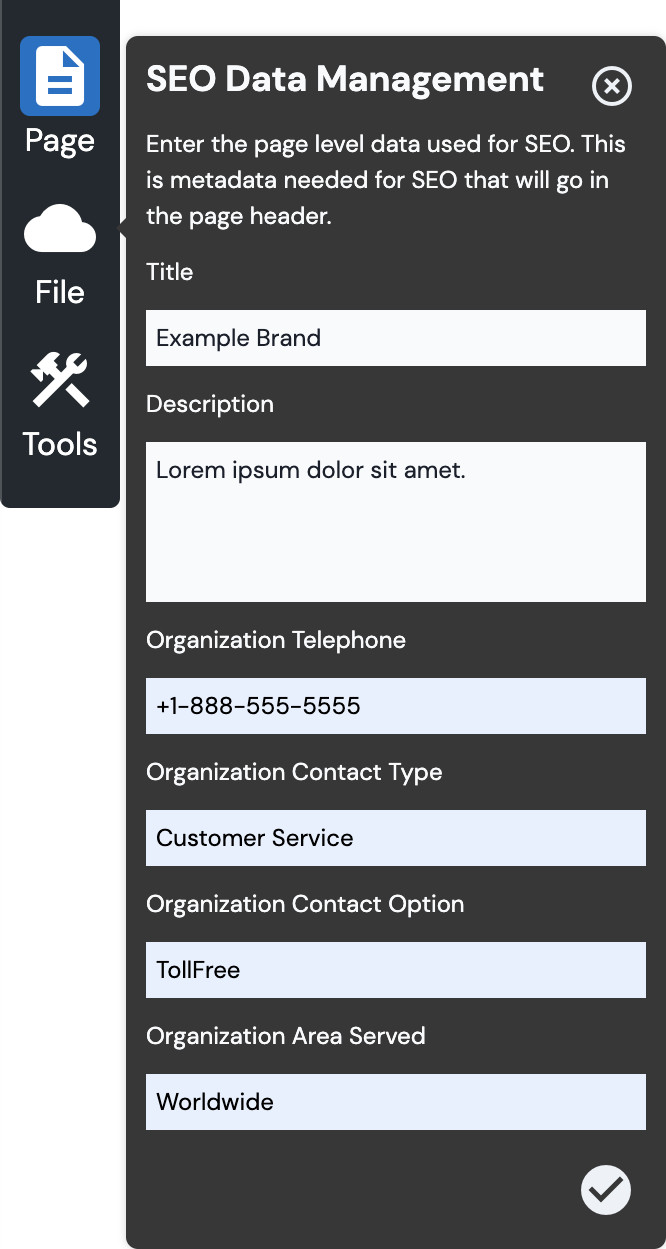 Page
File
Tools
SEO Data Management
Enter the page level data used for SEO. This
is metadata needed for SEO that will go in
the page header.
Title
Example Brand
Description
Lorem ipsum dolor sit amet.
Organization Telephone
+1-888-555-5555
Organization Contact Type
Customer Service
Organization Contact Option
TollFree
Organization Area Served
Worldwide